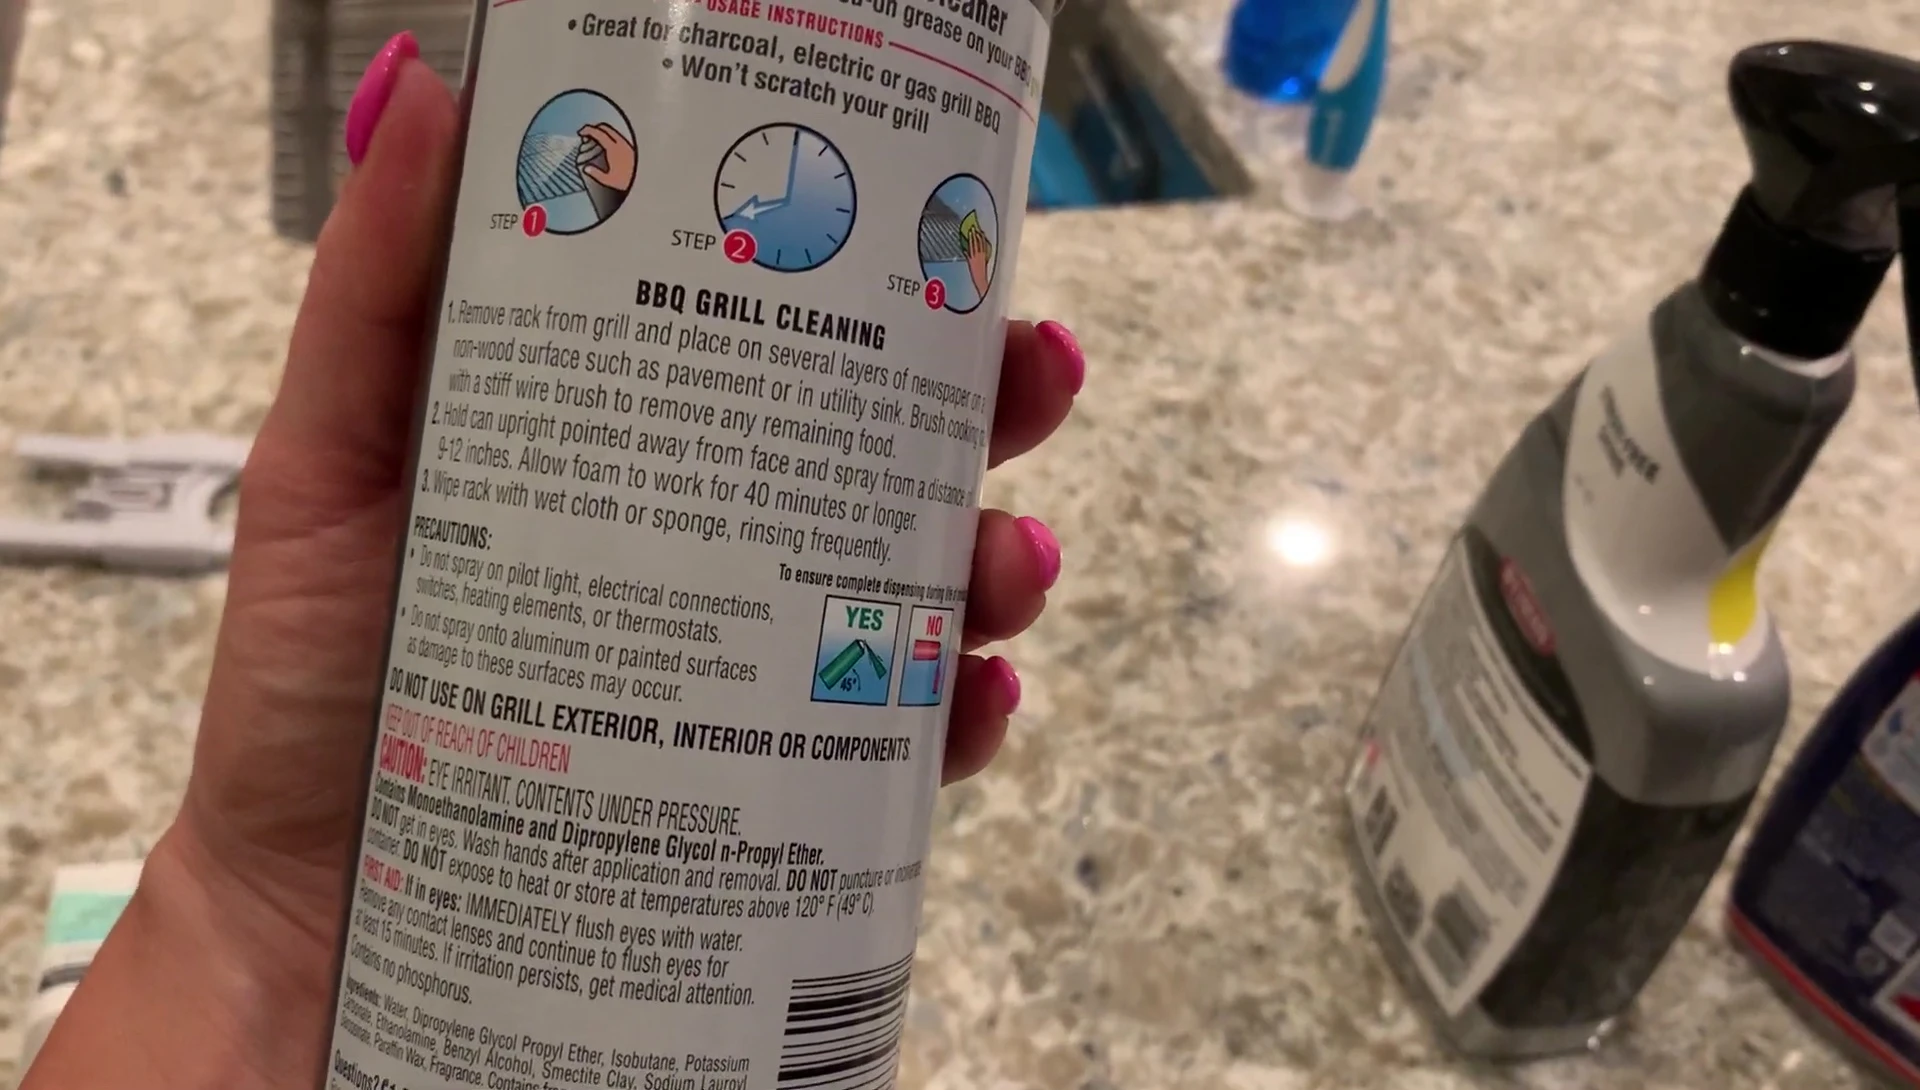 USAGE INSTRUCTIONS
grease on your BBQ
• Great for charcoal, electric or gas grill BBQ
• Won't scratch your grill
STEP 1
STEP 2
STEP 3
BBQ GRILL CLEANING
1. Remove rack from grill and place on several layers of newspaper on a
non-wood surface such as pavement or in utility sink. Brush cooking
with a stiff wire brush to remove any remaining food.
2. Hold can upright pointed away from face and spray from a distance
9-12 inches. Allow foam to work for 40 minutes or longer.
3. Wipe rack with wet cloth or sponge, rinsing frequently.
PRECAUTIONS:
• Do not spray on pilot light, electrical connections,
switches, heating elements, or thermostats.
• Do not spray onto aluminum or painted surfaces
as damage to these surfaces may occur.
To ensure complete dispensing during life
YES
45°
NO
DO NOT USE ON GRILL EXTERIOR, INTERIOR OR COMPONENTS
KEEP OUT OF REACH OF CHILDREN
CAUTION: EYE IRRITANT. CONTENTS UNDER PRESSURE.
Contains Monoethanolamine and Dipropylene Glycol n-Propyl Ether.
DO NOT get in eyes. Wash hands after application and removal. DO NOT puncture or
container. DO NOT expose to heat or store at temperatures above 120° F (49° C).
FIRST AID: If in eyes: IMMEDIATELY flush eyes with water.
remove any contact lenses and continue to flush eyes for
at least 15 minutes. If irritation persists, get medical attention.
Contains no phosphorus.
Ingredients: Water, Dipropylene Glycol Propyl Ether, Isobutane, Potassium
Carbonate, Ethanolamine, Benzyl Alcohol, Smectite Clay, Sodium Lauroyl
Sarcosinate, Paraffin Wax, Fragrance. Contains
Questions?